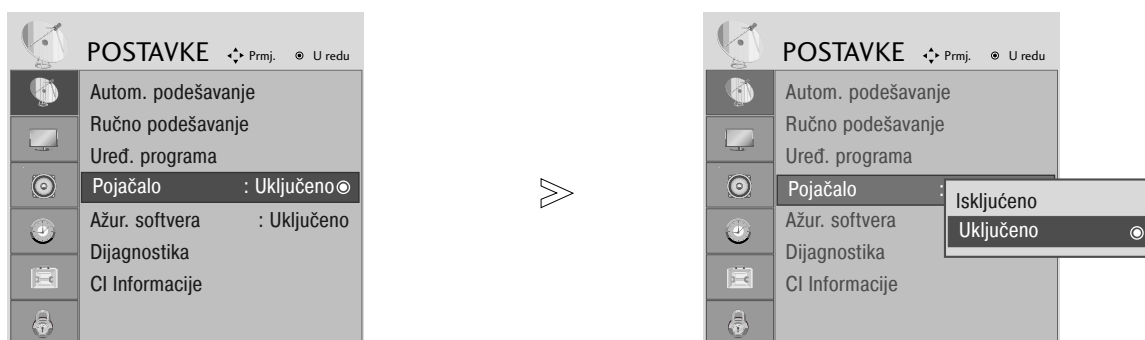 POSTAVKE Prmj. U redu
Autom. podešavanje
Ručno podešavanje
Uređ. programa
Pojačalo : Uključeno
Ažur. softvera : Uključeno
Dijagnostika
CI Informacije
POSTAVKE Prmj. U redu
Autom. podešavanje
Ručno podešavanje
Uređ. programa
Pojačalo :
Isključeno
Ažur. softvera
Uključeno
Dijagnostika
CI Informacije